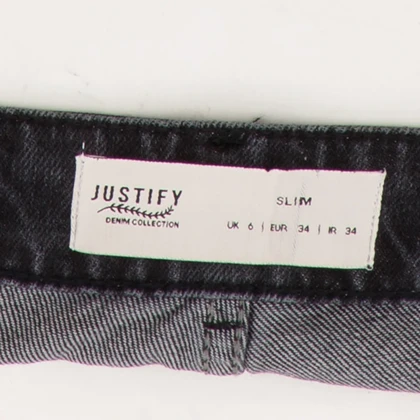 JUSTIFY
DENIM COLLECTION
SLIM
UK 6 | EUR 34 | IR 34